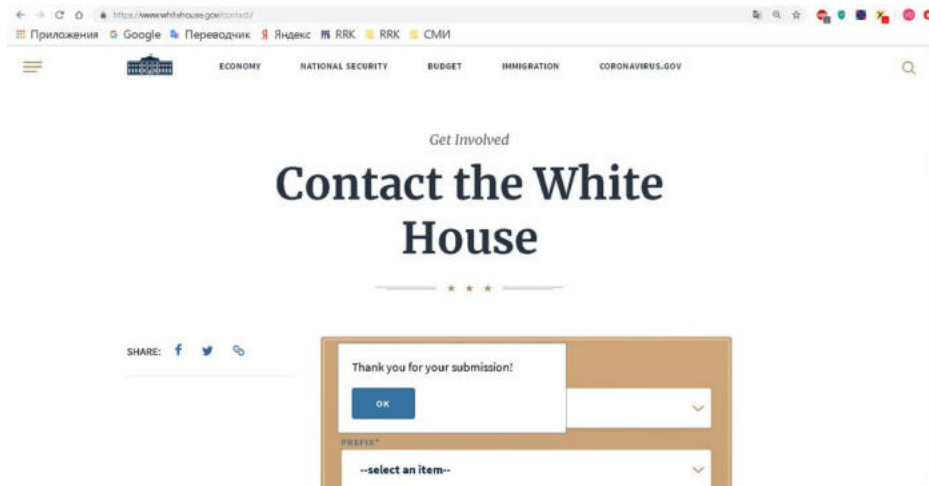 https://www.whitehouse.gov/contact/
Приложения Google Переводчик Яндекс RRK RRK СМИ
ECONOMY NATIONAL SECURITY BUDGET IMMIGRATION CORONAVIRUS.GOV
Get Involved
Contact the White
House
SHARE:
Thank you for your submission!
OK
PREFIX*
--select an item--